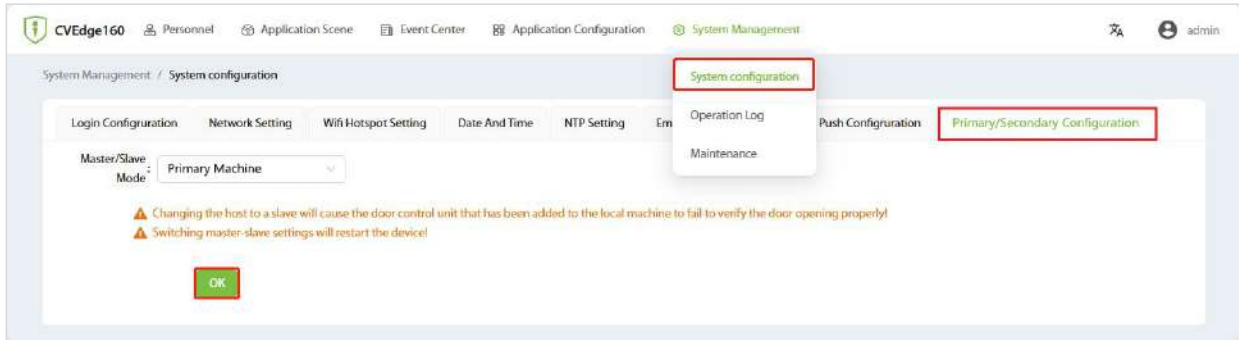 CVEdge160 Personnel Application Scene Event Center Application Configuration System Management admin
System Management / System configuration
System configuration
Operation Log
Maintenance
Login Configruration Network Setting Wifi Hotspot Setting Date And Time NTP Setting Em Push Configruration Primary/Secondary Configuration
Master/Slave Mode : Primary Machine
Changing the host to a slave will cause the door control unit that has been added to the local machine to fail to verify the door opening properly!
Switching master-slave settings will restart the device!
OK